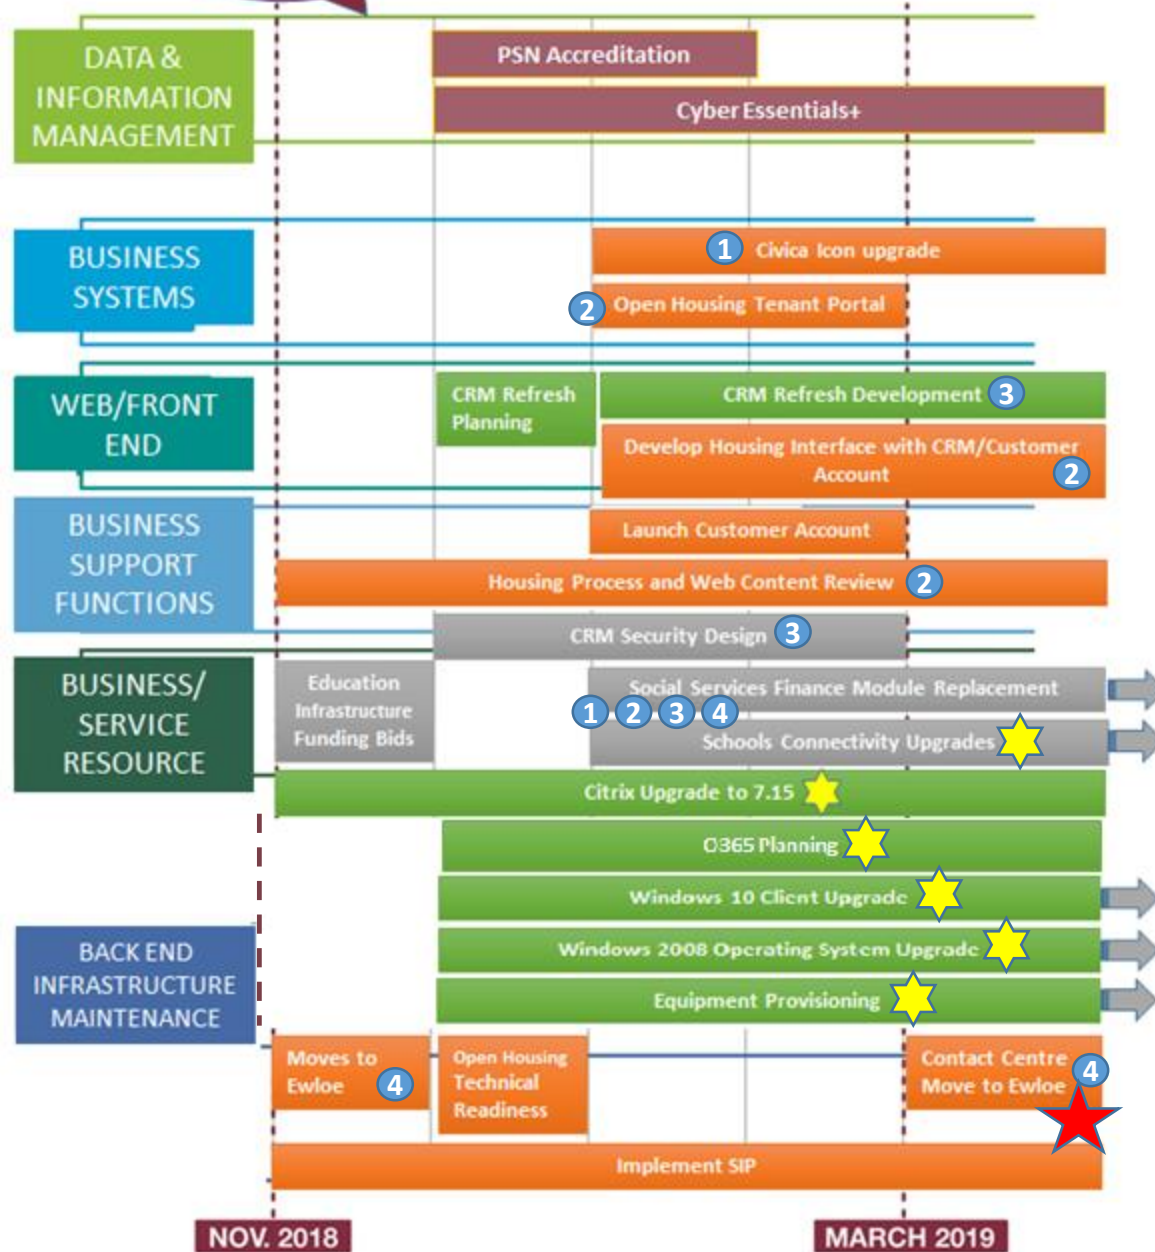 DATA &
INFORMATION
MANAGEMENT
PSN Accreditation
Cyber Essentials+
BUSINESS
SYSTEMS
1 Civica Icon upgrade
2 Open Housing Tenant Portal
WEB/FRONT
END
CRM Refresh
Planning
CRM Refresh Development 3
Develop Housing Interface with CRM/Customer
Account 2
BUSINESS
SUPPORT
FUNCTIONS
Launch Customer Account
Housing Process and Web Content Review 2
CRM Security Design 3
BUSINESS/
SERVICE
RESOURCE
Education
Infrastructure
Funding Bids
Social Services Finance Module Replacement
1 2 3 4
Schools Connectivity Upgrades
Citrix Upgrade to 7.15
O365 Planning
Windows 10 Client Upgrade
Windows 2008 Operating System Upgrade
Equipment Provisioning
BACK END
INFRASTRUCTURE
MAINTENANCE
Moves to
Ewloe 4
Open Housing
Technical
Readiness
Contact Centre
Move to Ewloe 4
Implement SIP
NOV. 2018
MARCH 2019